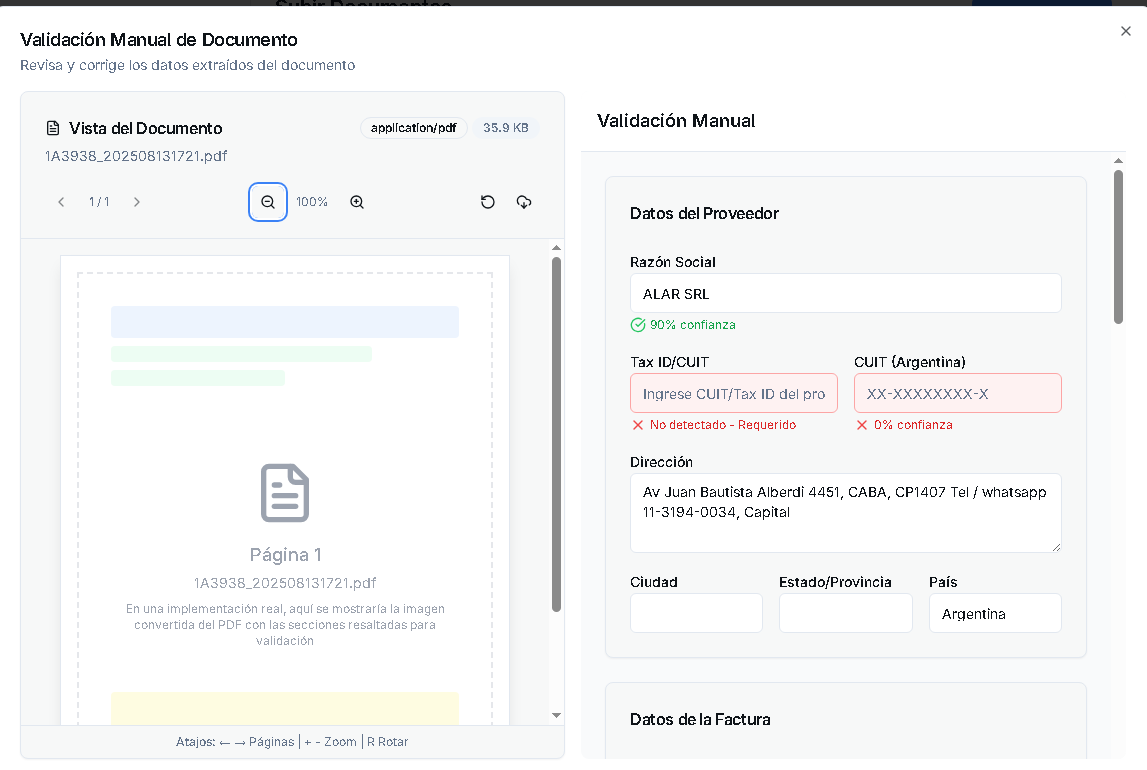 Subir Documentos
Validación Manual de Documento
Revisa y corrige los datos extraídos del documento
Vista del Documento
application/pdf
35.9 KB
1A3938_202508131721.pdf
1 / 1
100%
Página 1
1A3938_202508131721.pdf
En una implementación real, aquí se mostraría la imagen
convertida del PDF con las secciones resaltadas para
validación
Atajos: ← → Páginas | + - Zoom | R Rotar
Validación Manual
Datos del Proveedor
Razón Social
ALAR SRL
90% confianza
Tax ID/CUIT
CUIT (Argentina)
Ingrese CUIT/Tax ID del pro
XX-XXXXXXXX-X
No detectado - Requerido
0% confianza
Dirección
Av Juan Bautista Alberdi 4451, CABA, CP1407 Tel / whatsapp
11-3194-0034, Capital
Ciudad
Estado/Provincia
País
Argentina
Datos de la Factura